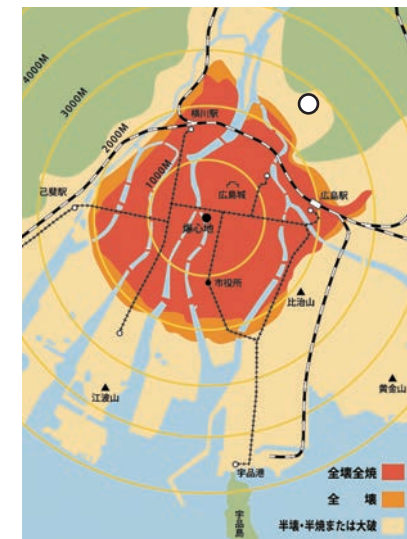 4000M
3000M
2000M
1000M
横川駅
己斐駅
広島城
広島駅
爆心地
市役所
比治山
江波山
黄金山
宇品港
宇品島
全壊全焼
全　壊
半壊・半焼または大破